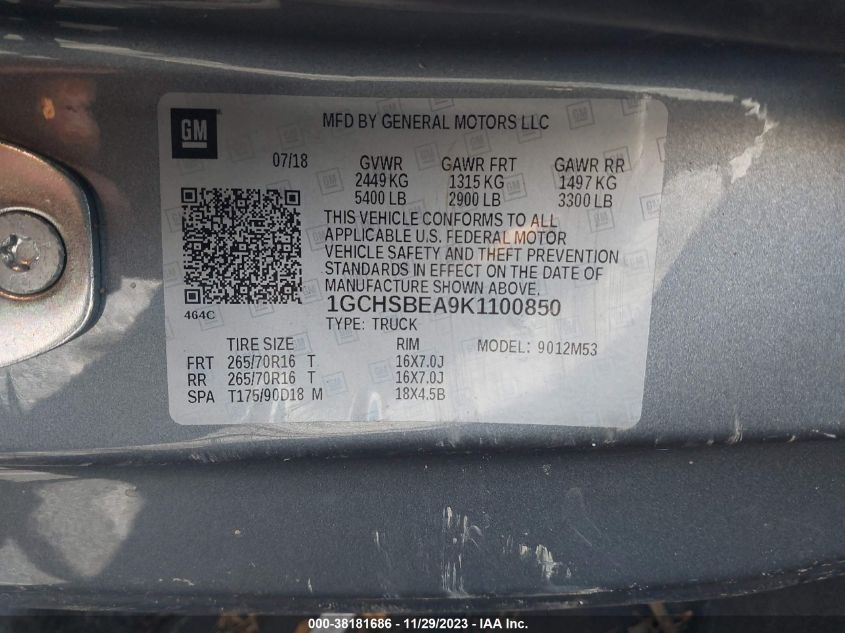 GM
MFD BY GENERAL MOTORS LLC
07/18 GVWR GAWR FRT GAWR RR
2449 KG 1315 KG 1497 KG
5400 LB 2900 LB 3300 LB
THIS VEHICLE CONFORMS TO ALL
APPLICABLE U.S. FEDERAL MOTOR
VEHICLE SAFETY AND THEFT PREVENTION
STANDARDS IN EFFECT ON THE DATE OF
MANUFACTURE SHOWN ABOVE.
464C
1GCHSBEA9K1100850
TYPE: TRUCK
TIRE SIZE RIM MODEL: 9012M53
FRT 265/70R16 T 16X7.0J
RR 265/70R16 T 16X7.0J
SPA T175/90D18 M 18X4.5B
000-38181686 - 11/29/2023 - IAA Inc.